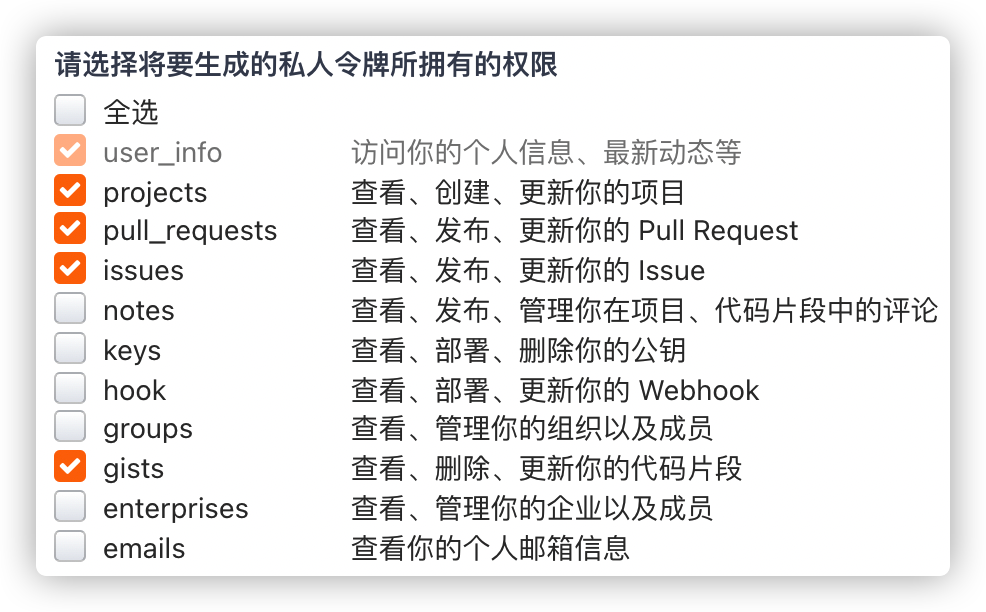 请选择将要生成的私人令牌所拥有的权限
全选
user_info 访问你的个人信息、最新动态等
projects 查看、创建、更新你的项目
pull_requests 查看、发布、更新你的 Pull Request
issues 查看、发布、更新你的 Issue
notes 查看、发布、管理你在项目、代码片段中的评论
keys 查看、部署、删除你的公钥
hook 查看、部署、更新你的 Webhook
groups 查看、管理你的组织以及成员
gists 查看、删除、更新你的代码片段
enterprises 查看、管理你的企业以及成员
emails 查看你的个人邮箱信息